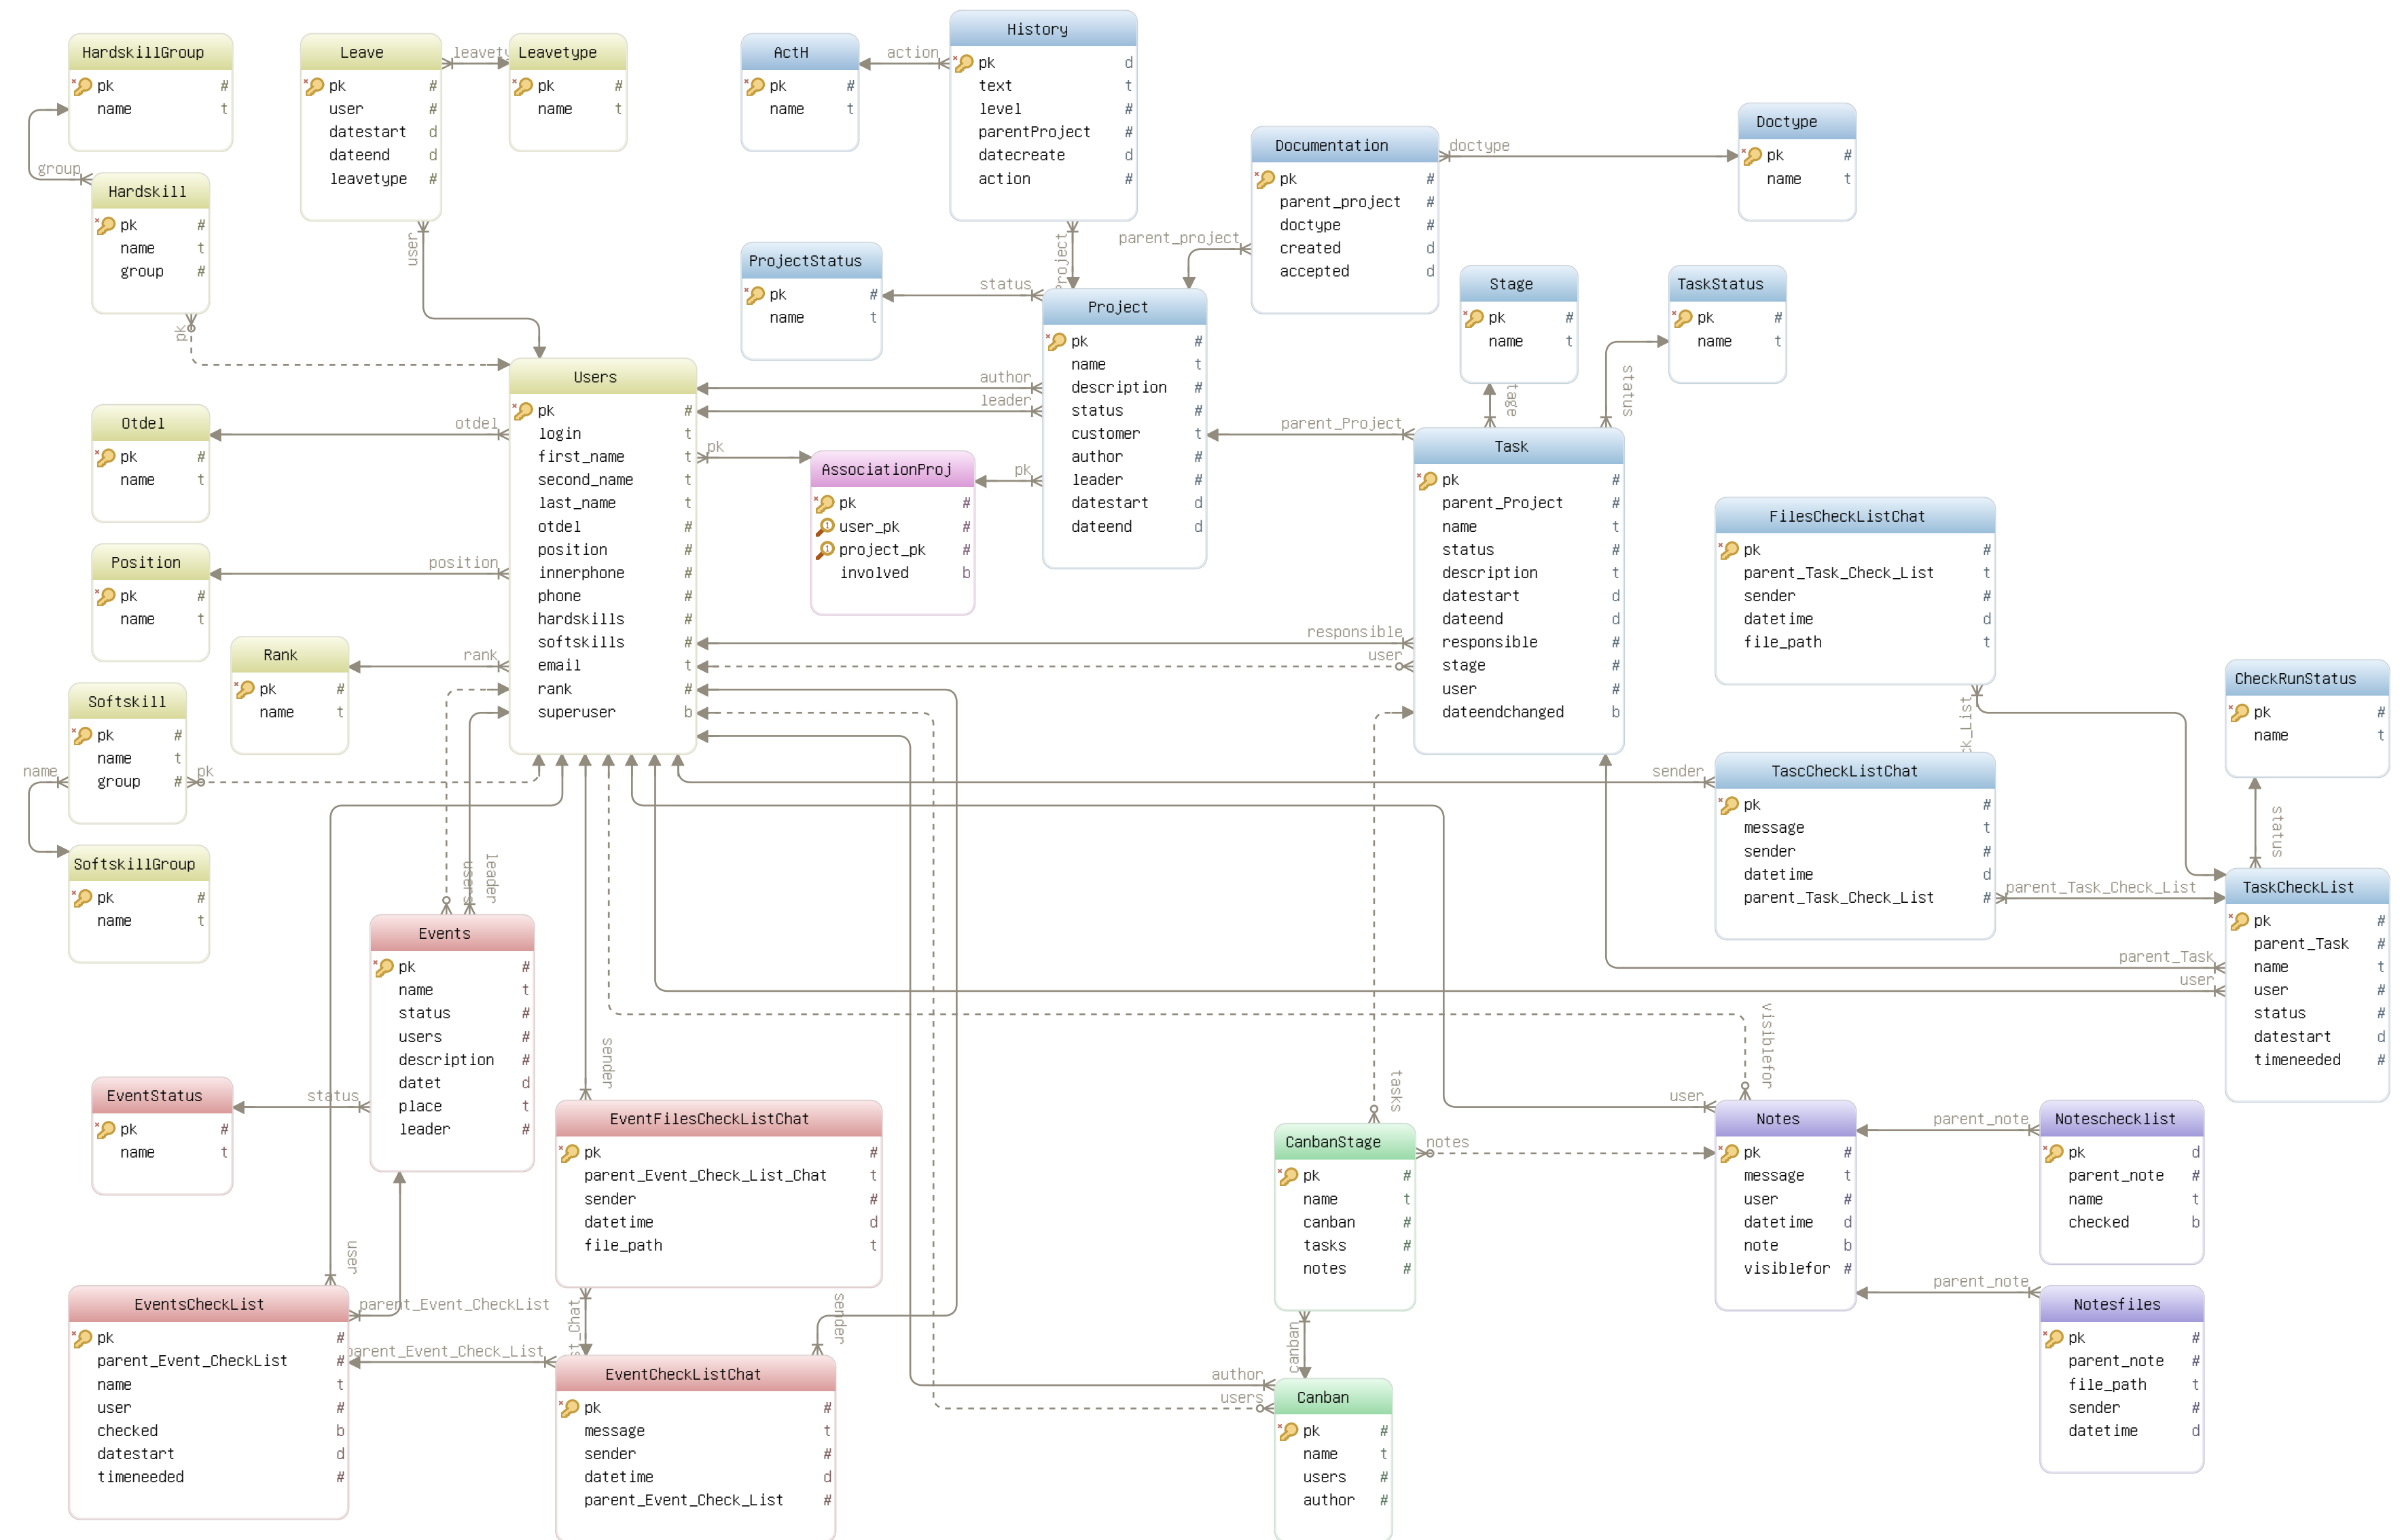 HardskillGroup
pk #
name t
group
Hardskill
pk #
name t
group #
pk
Leave
pk #
user #
datestart d
dateend d
leavetype #
user
Leavetype
pk #
name t
ActH
pk #
name t
action
History
pk d
text t
level #
parentProject #
datecreate d
action #
Documentation
pk #
parent_project #
doctype #
created d
accepted d
doctype
Doctype
pk #
name t
parent_project
ProjectStatus
pk #
name t
status
Project
pk #
name t
description #
status #
customer t
author #
leader #
datestart d
dateend d
Stage
pk #
name t
TaskStatus
pk #
name t
status
Users
pk #
login t
first_name t
second_name t
last_name t
otdel #
position #
innerphone #
phone #
hardskills #
softskills #
email t
rank #
superuser b
author
leader
pk
pk
parent_Project
Otdel
pk #
name t
otdel
Position
pk #
name t
position
Rank
pk #
name t
rank
Softskill
pk #
name t
group #
name
pk
SoftskillGroup
pk #
name t
AssociationProj
pk #
user_pk #
project_pk #
involved b
Task
pk #
parent_Project #
name t
status #
description t
datestart d
dateend d
responsible #
stage #
user #
dateendchanged b
responsible
user
FilesCheckListChat
pk #
parent_Task_Check_List t
sender #
datetime d
file_path t
CheckRunStatus
pk #
name t
status
TascCheckListChat
pk #
message t
sender #
datetime d
parent_Task_Check_List #
sender
parent_Task_Check_List
TaskCheckList
pk #
parent_Task #
name t
user #
status #
datestart d
timeneeded #
parent_Task
user
Events
pk #
name t
status #
users #
description #
datet d
place t
leader #
users
leader
EventStatus
pk #
name t
status
EventFilesCheckListChat
pk #
parent_Event_Check_List_Chat t
sender #
datetime d
file_path t
sender
EventsCheckList
pk #
parent_Event_CheckList #
name t
user #
checked b
datestart d
timeneeded #
user
parent_Event_CheckList
parent_Event_Check_List
EventCheckListChat
pk #
message t
sender #
datetime d
parent_Event_Check_List #
sender
CanbanStage
pk #
name t
canban #
tasks #
notes #
tasks
notes
canban
Canban
pk #
name t
users #
author #
author
users
Notes
pk #
message t
user #
datetime d
note b
visiblefor #
user
visiblefor
Noteschecklist
pk d
parent_note #
name t
checked b
parent_note
Notesfiles
pk #
parent_note #
file_path t
sender #
datetime d
parent_note